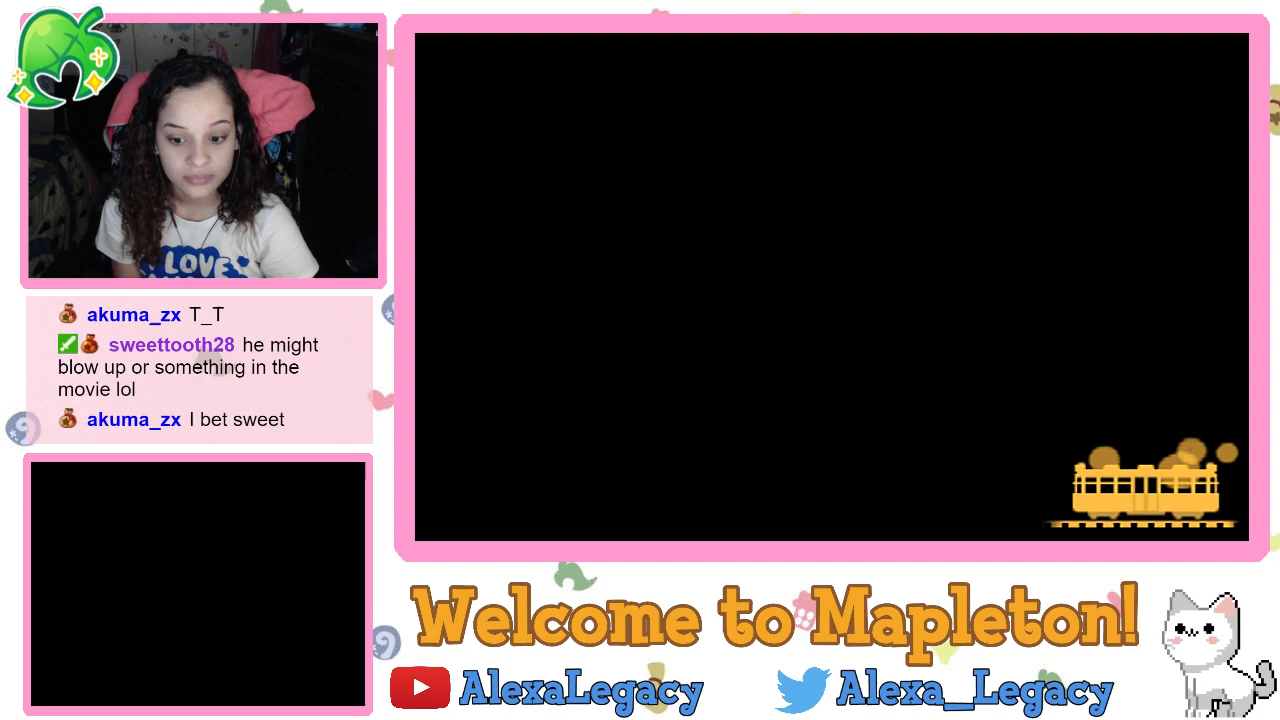 LOVE
akuma_zx T_T
sweettooth28 he might
blow up or something in the
movie lol
akuma_zx I bet sweet
Welcome to Mapleton!
AlexaLegacy
Alexa_Legacy